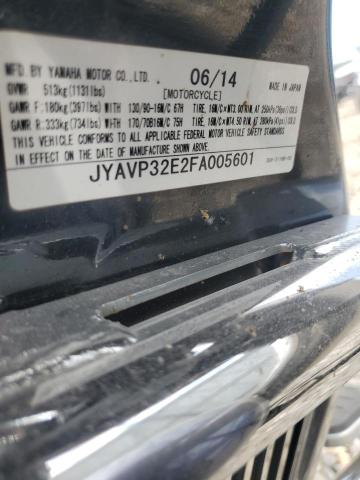 MFD. BY YAMAHA MOTOR CO., LTD. 06/14 MADE IN JAPAN
GVWR 513kg (1131lbs) [MOTORCYCLE]
GAWR F: 180kg (397lbs) WITH 130/90-16M/C 67H TIRE, 16M/C×MT3.00 RIM, AT 250kPa (36psi) COLD
GAWR R: 333kg (734lbs) WITH 170/70B16M/C 75H TIRE, 16M/C×MT4.50 RIM, AT 280kPa (41psi) COLD
THIS VEHICLE CONFORMS TO ALL APPLICABLE FEDERAL MOTOR VEHICLE SAFETY STANDARDS
IN EFFECT ON THE DATE OF MANUFACTURE SHOWN ABOVE.
JYAVP32E2FA005601